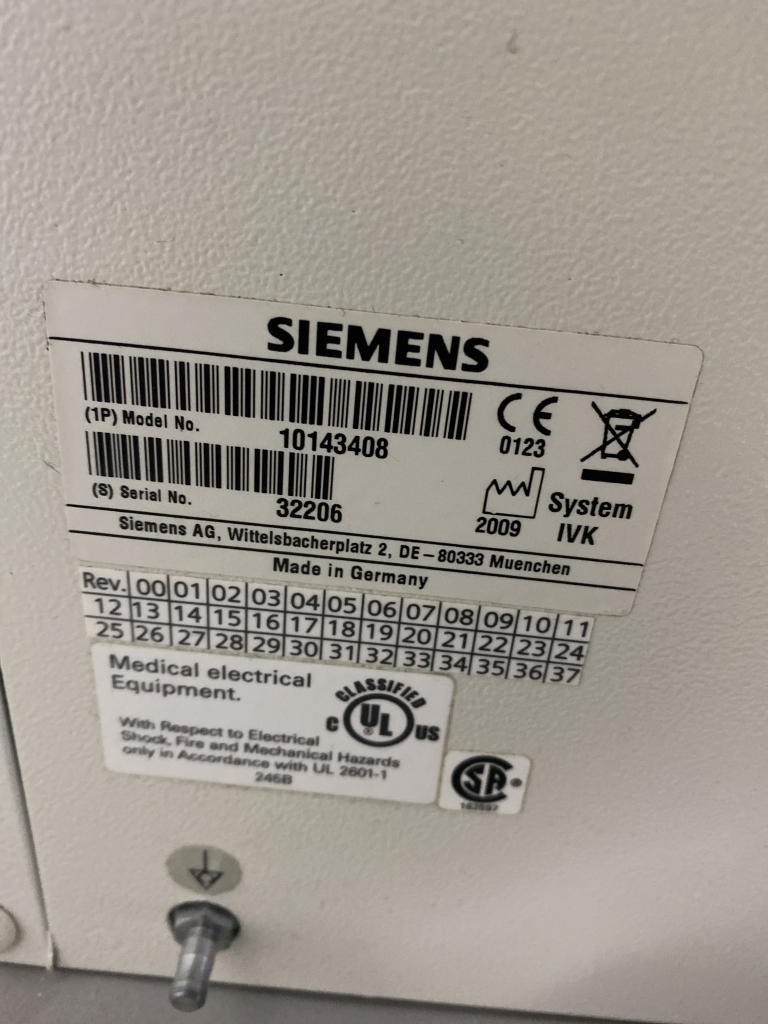 SIEMENS
(1P) Model No.
10143408
0123
(S) Serial No.
32206
2009
System
IVK
Siemens AG, Wittelsbacherplatz 2, DE – 80333 Muenchen
Made in Germany
Rev. 00 01 02 03 04 05 06 07 08 09 10 11
12 13 14 15 16 17 18 19 20 21 22 23 24
25 26 27 28 29 30 31 32 33 34 35 36 37
Medical electrical
Equipment.
CLASSIFIED
C UL US
With Respect to Electrical
Shock, Fire and Mechanical Hazards
only in Accordance with UL 2601-1
246B